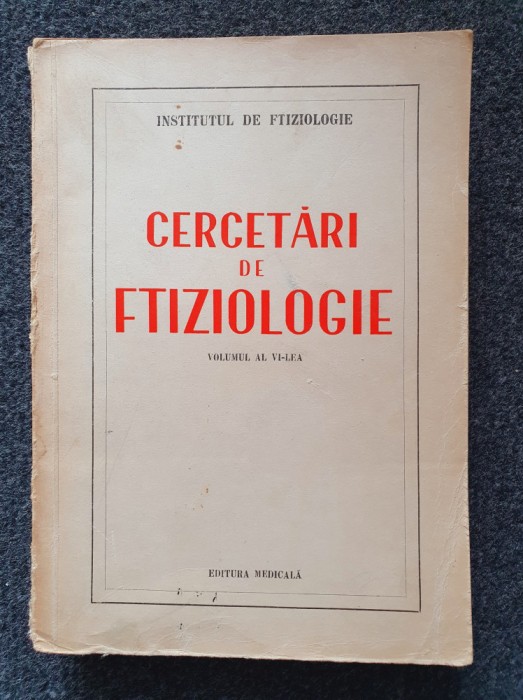 INSTITUTUL DE FTIZIOLOGIE
CERCETĂRI
DE
FTIZIOLOGIE
VOLUMUL AL VI-LEA
EDITURA MEDICALĂ